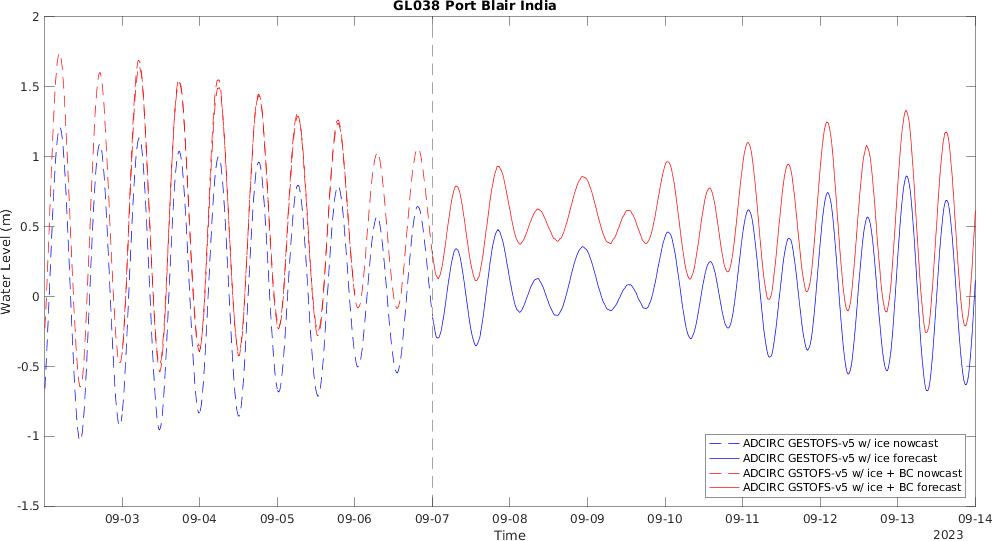 GL038 Port Blair India
Water Level (m)
2
1.5
1
0.5
0
-0.5
-1
-1.5
ADCIRC GESTOFS-v5 w/ ice nowcast
ADCIRC GESTOFS-v5 w/ ice forecast
ADCIRC GSTOFS-v5 w/ ice + BC nowcast
ADCIRC GSTOFS-v5 w/ ice + BC forecast
09-03 09-04 09-05 09-06 09-07 09-08 09-09 09-10 09-11 09-12 09-13 09-14
Time
2023